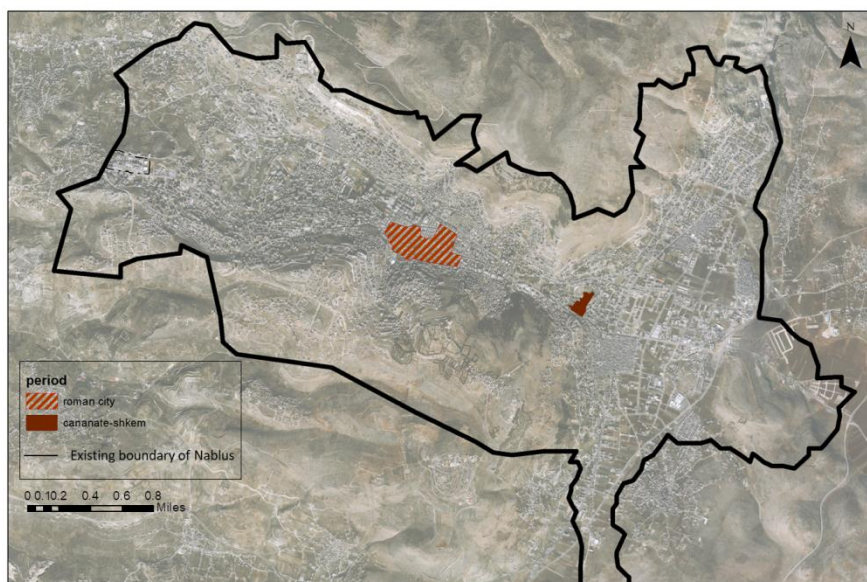 N
period
roman city
cananate-shkem
Existing boundary of Nablus
0 0.10.2 0.4 0.6 0.8
Miles